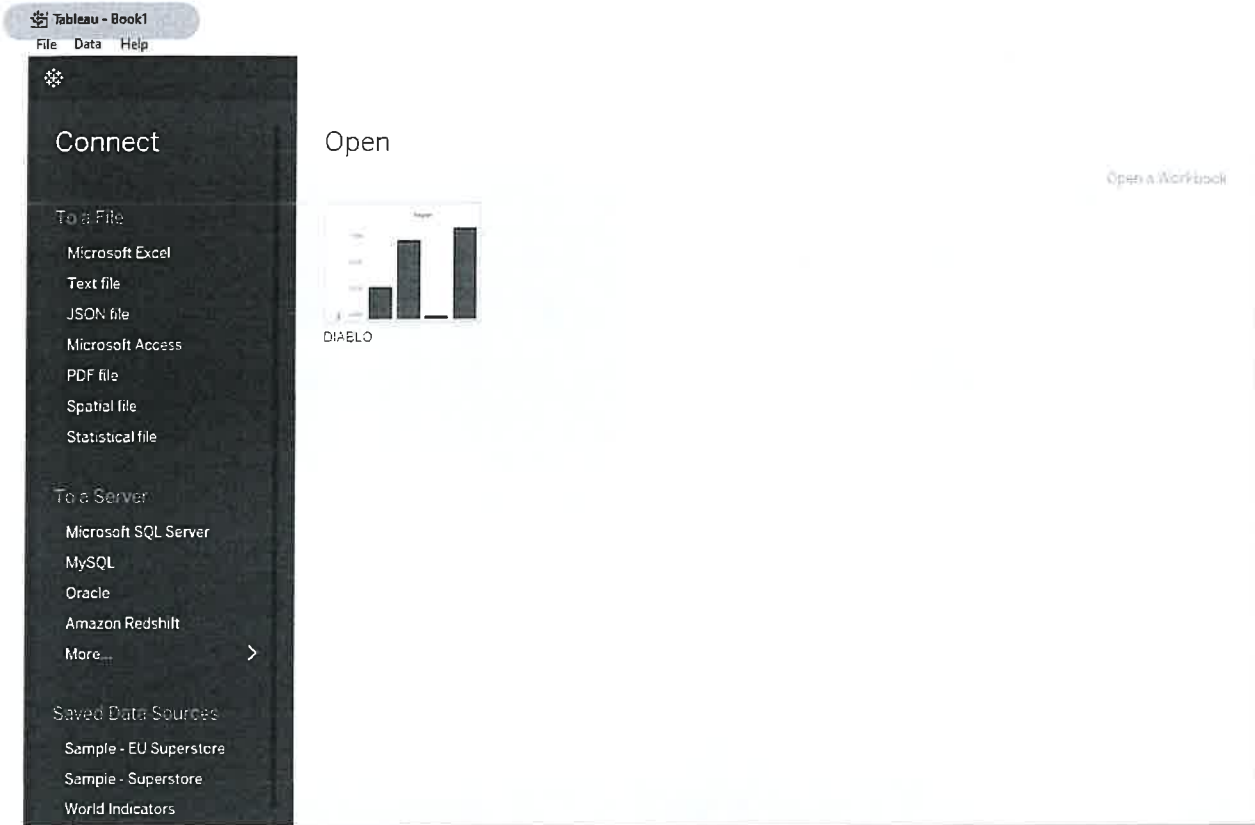 Tableau - Book1
File Data Help
Connect
To a File
Microsoft Excel
Text file
JSON file
Microsoft Access
PDF file
Spatial file
Statistical file
To a Server
Microsoft SQL Server
MySQL
Oracle
Amazon Redshift
More...
Saved Data Sources
Sample - EU Superstore
Sample - Superstore
World Indicators
Open
Open a Workbook
DIABLO